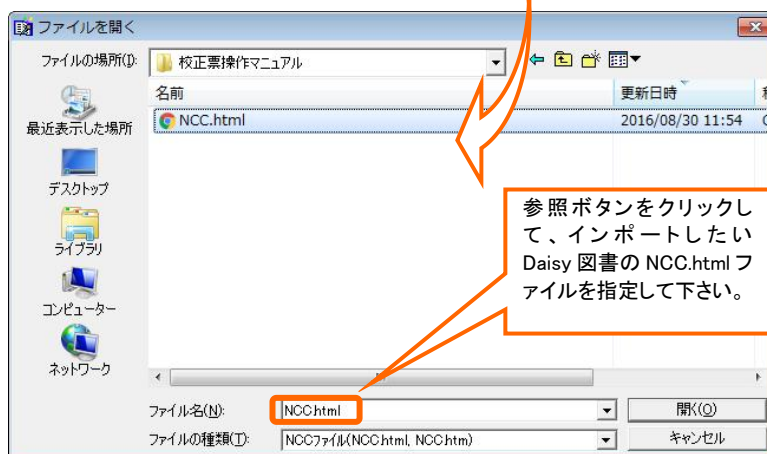 ファイルを開く
ファイルの場所(I):
校正票操作マニュアル
名前
更新日時
NCC.html
2016/08/30 11:54
最近表示した場所
デスクトップ
ライブラリ
コンピューター
ネットワーク
参照ボタンをクリックし
て、インポートしたい
Daisy 図書の NCC.html フ
ァイルを指定して下さい。
ファイル名(N):
NCC.html
開く(O)
ファイルの種類(T):
NCCファイル(NCC.html, NCC.htm)
キャンセル